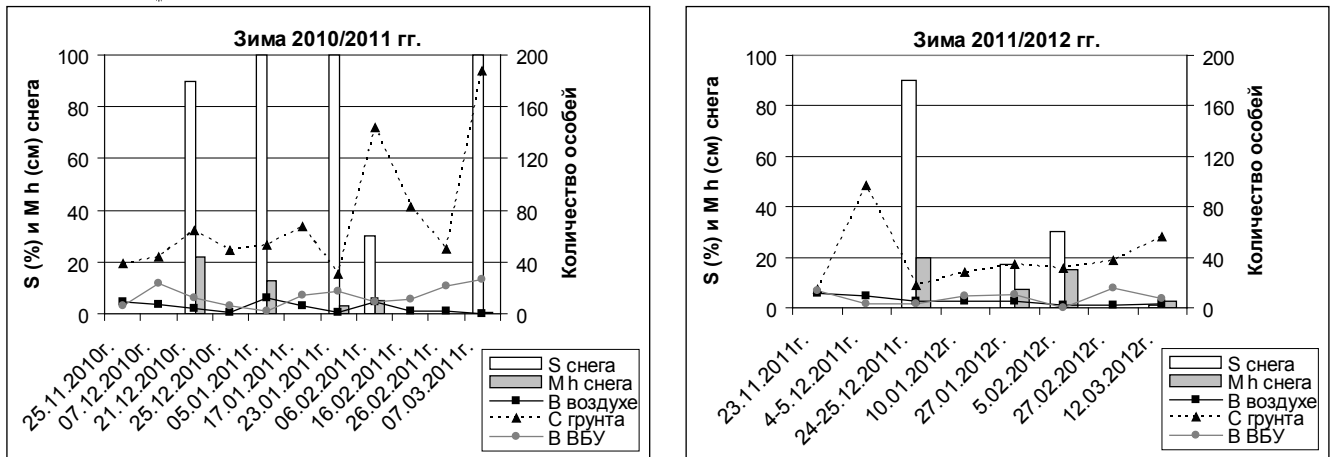 Зима 2010/2011 гг.
S (%) и M h (см) снега
100
80
60
40
20
0
200
160
120
80
40
0
Количество особей
25.11.2010г.
07.12.2010г.
21.12.2010г.
25.12.2010г.
05.01.2011г.
17.01.2011г.
23.01.2011г.
06.02.2011г.
16.02.2011г.
26.02.2011г.
07.03.2011г.
S снега
M h снега
В воздухе
С грунта
В ВБУ
Зима 2011/2012 гг.
S (%) и M h (см) снега
100
80
60
40
20
0
200
160
120
80
40
0
Количество особей
23.11.2011г.
4-5.12.2011г.
24-25.12.2011г.
10.01.2012г.
27.01.2012г.
5.02.2012г.
27.02.2012г.
12.03.2012г.
S снега
M h снега
В воздухе
С грунта
В ВБУ